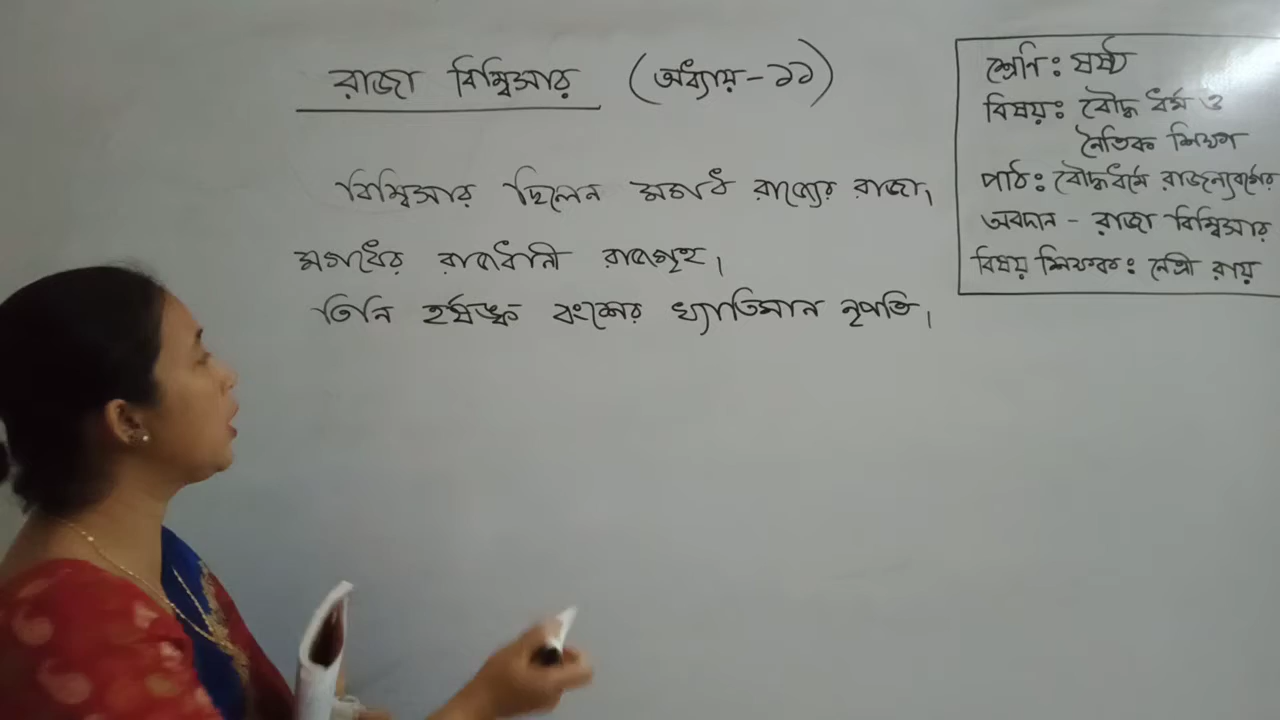 রাজা বিম্বিসার (অধ্যায়-১১)
বিম্বিসার ছিলেন মগধ রাজ্যের রাজা।
মগধের রাজধানী রাজগৃহ।
তিনি হর্ষঙ্ক বংশের খ্যাতিমান নৃপতি।
শ্রেণি: ষষ্ঠ
বিষয়: বৌদ্ধ ধর্ম ও
নৈতিক শিক্ষা
পাঠ: বৌদ্ধধর্মে রাজন্যবর্গের
অবদান - রাজা বিম্বিসার
বিষয় শিক্ষক: নেত্রী রায়